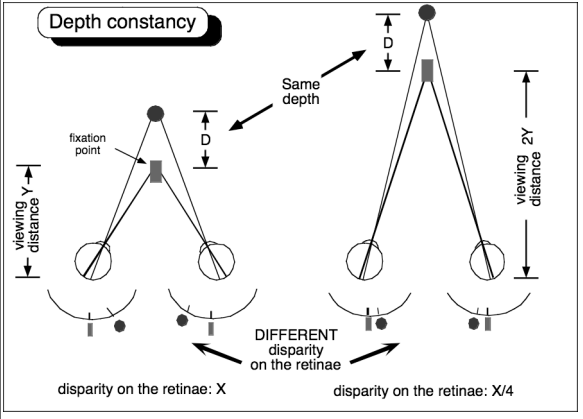 Depth constancy
D
Same
depth
D
fixation
point
viewing
distance Y
viewing
distance 2Y
DIFFERENT
disparity
on the retinae
disparity on the retinae: X
disparity on the retinae: X/4